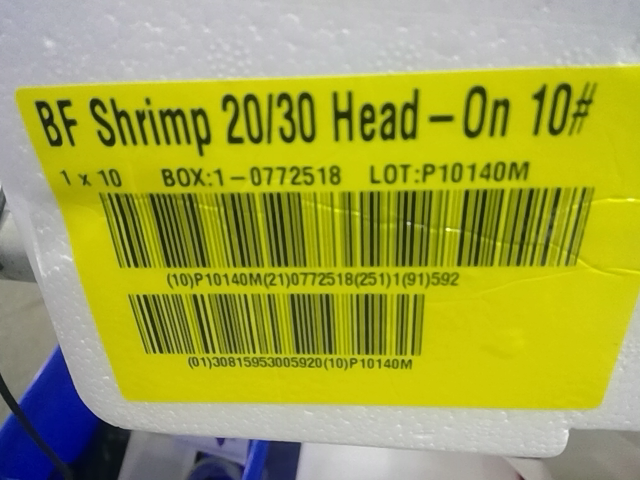 BF Shrimp 20/30 Head-On 10#
1 x 10 BOX:1-0772518 LOT:P10140M
(10)P10140M(21)0772518(251)1(91)592
(01)30815953005920(10)P10140M